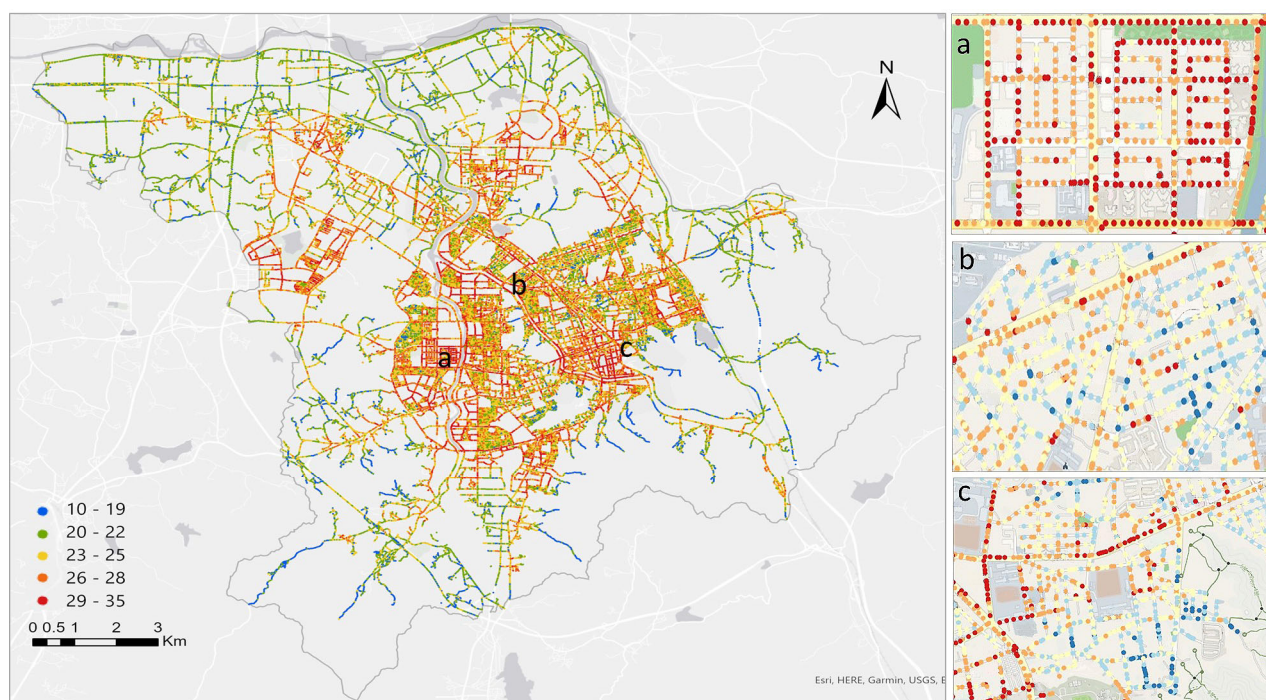 N
a
b
c
10 - 19
20 - 22
23 - 25
26 - 28
29 - 35
0 0.5 1 2 3
Km
Esri, HERE, Garmin, USGS, E
a
b
c